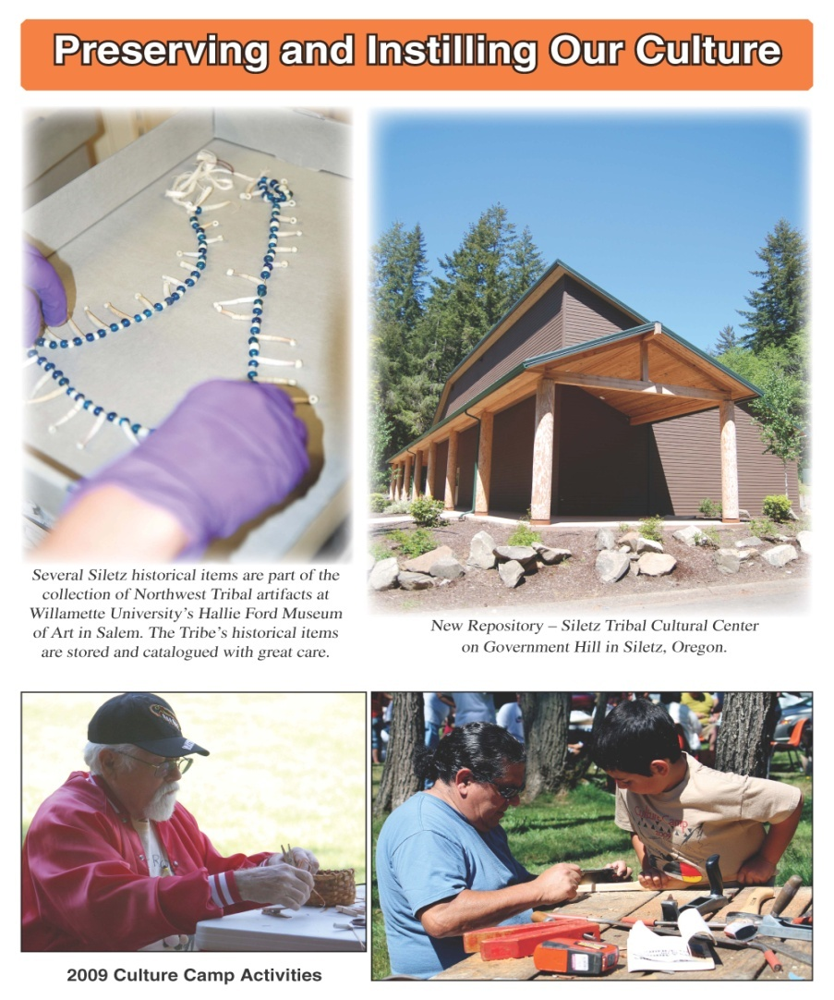 Preserving and Instilling Our Culture
Several Siletz historical items are part of the
collection of Northwest Tribal artifacts at
Willamette University's Hallie Ford Museum
of Art in Salem. The Tribe's historical items
are stored and catalogued with great care.
New Repository – Siletz Tribal Cultural Center
on Government Hill in Siletz, Oregon.
2009 Culture Camp Activities